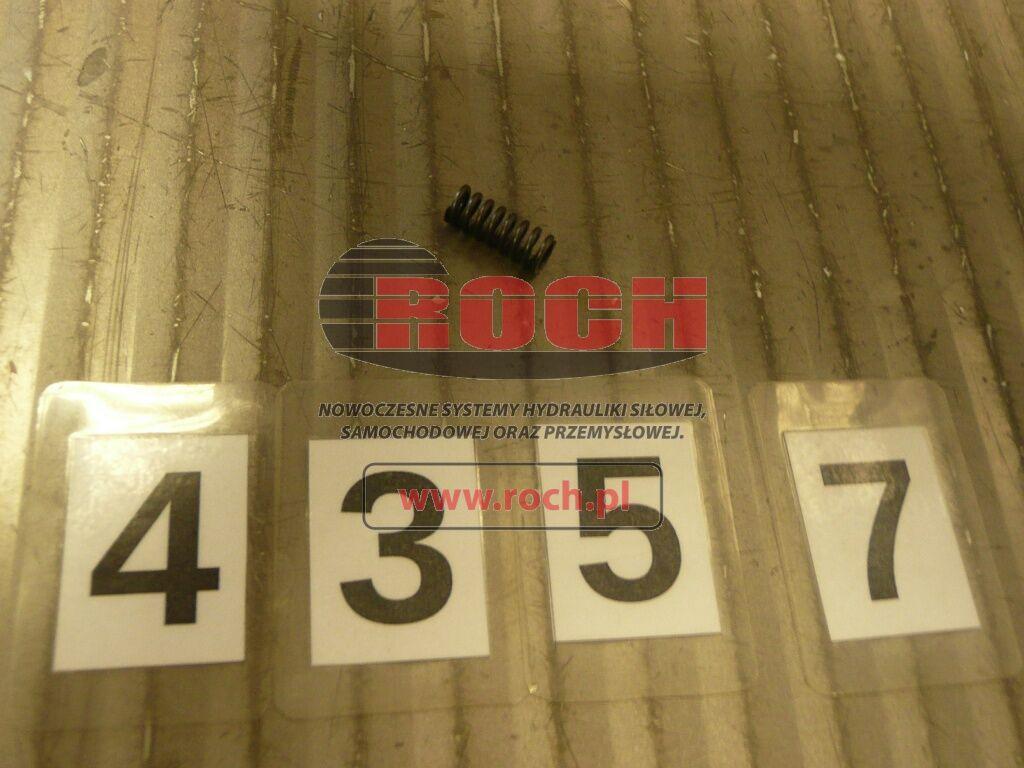 ROCH
NOWOCZESNE SYSTEMY HYDRAULIKI SIŁOWEJ,
SAMOCHODOWEJ ORAZ PRZEMYSŁOWEJ.
www.roch.pl
4 3 5 7